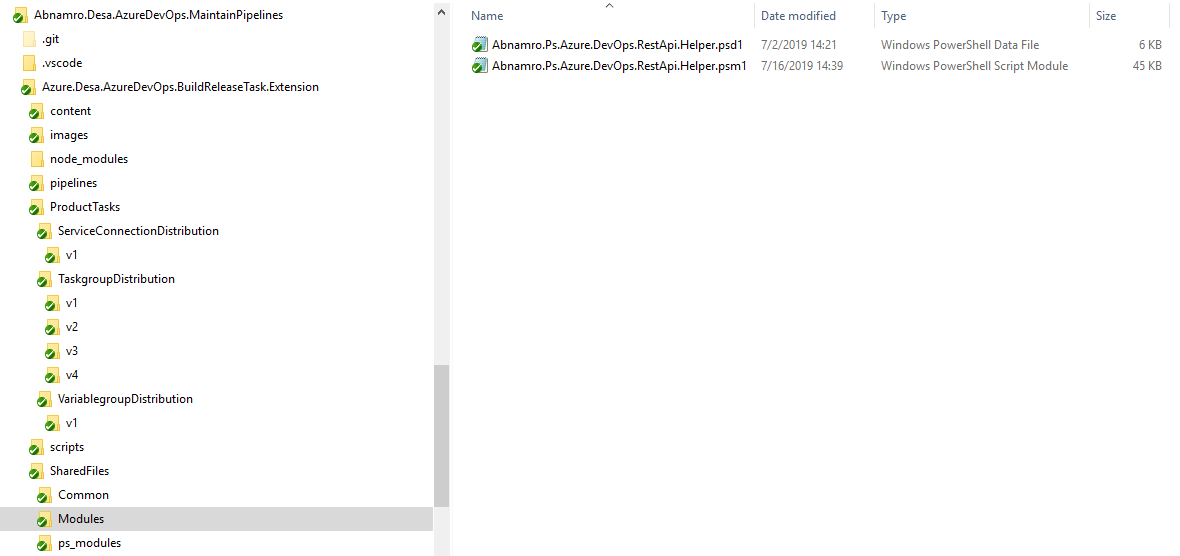 Abnamro.Desa.AzureDevOps.MaintainPipelines
.git
.vscode
Azure.Desa.AzureDevOps.BuildReleaseTask.Extension
content
images
node_modules
pipelines
ProductTasks
ServiceConnectionDistribution
v1
TaskgroupDistribution
v1
v2
v3
v4
VariablegroupDistribution
v1
scripts
SharedFiles
Common
Modules
ps_modules
Name Date modified Type Size
Abnamro.Ps.Azure.DevOps.RestApi.Helper.psd1 7/2/2019 14:21 Windows PowerShell Data File 6 KB
Abnamro.Ps.Azure.DevOps.RestApi.Helper.psm1 7/16/2019 14:39 Windows PowerShell Script Module 45 KB